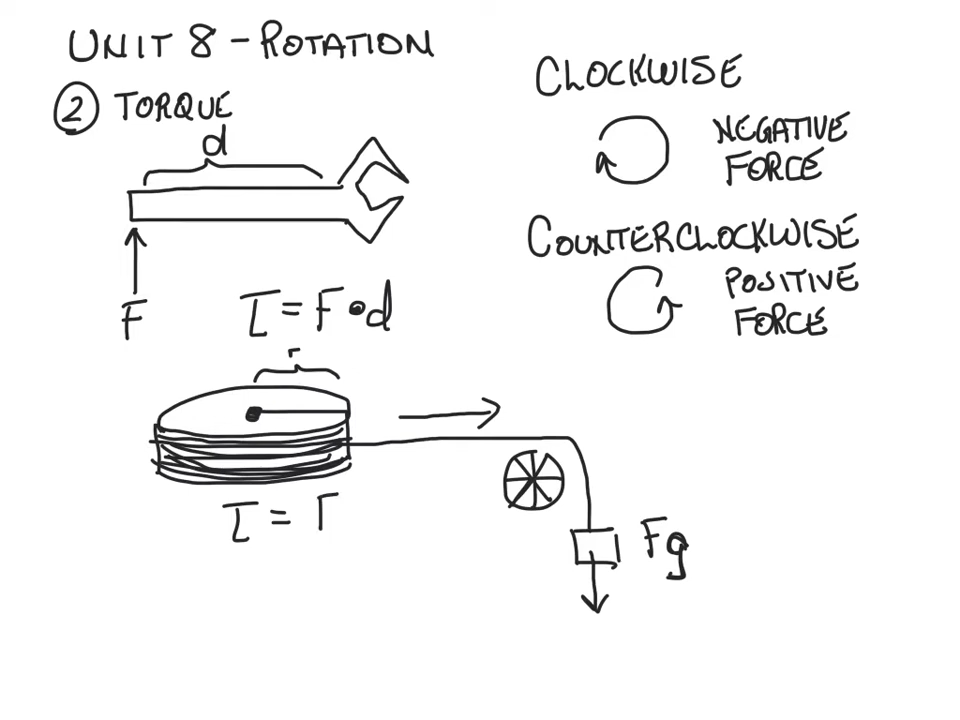 UNIT 8 - ROTATION
2 TORQUE
d
F
τ = F • d
CLOCKWISE
NEGATIVE
FORCE
COUNTERCLOCKWISE
POSITIVE
FORCE
r
τ = r
Fg